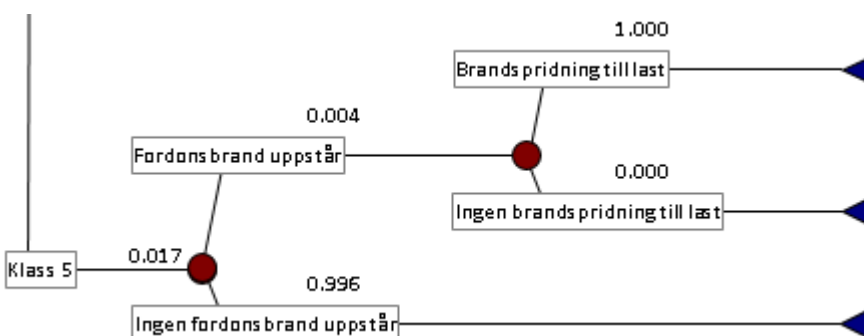 1.000
Brandspridning till last
0.004
Fordonsbrand uppstår
0.000
Ingen brandspridning till last
0.017
Klass 5
0.996
Ingen fordonsbrand uppstår